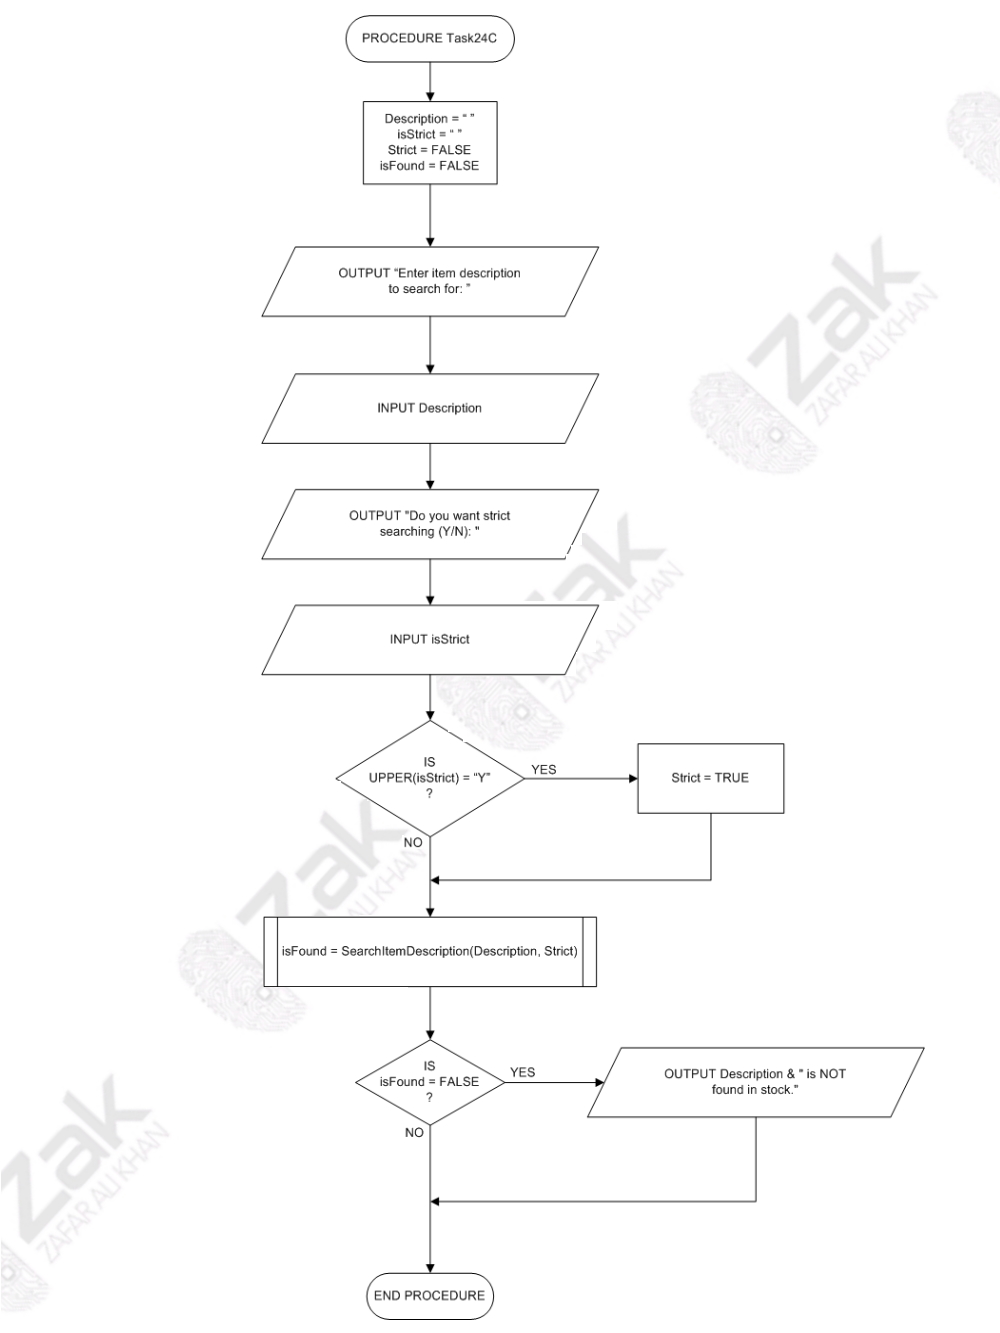 PROCEDURE Task24C
Description = “ ”
isStrict = “ ”
Strict = FALSE
isFound = FALSE
OUTPUT “Enter item description
to search for: ”
INPUT Description
OUTPUT "Do you want strict
searching (Y/N): "
INPUT isStrict
IS
UPPER(isStrict) = “Y”
?
YES
Strict = TRUE
NO
isFound = SearchItemDescription(Description, Strict)
IS
isFound = FALSE
?
YES
OUTPUT Description & " is NOT
found in stock."
NO
END PROCEDURE
Zak
ZAFAR ALI KHAN
Zak
ZAFAR ALI KHAN
Zak
ALI KHAN
Zak
ZAFAR ALI KHAN